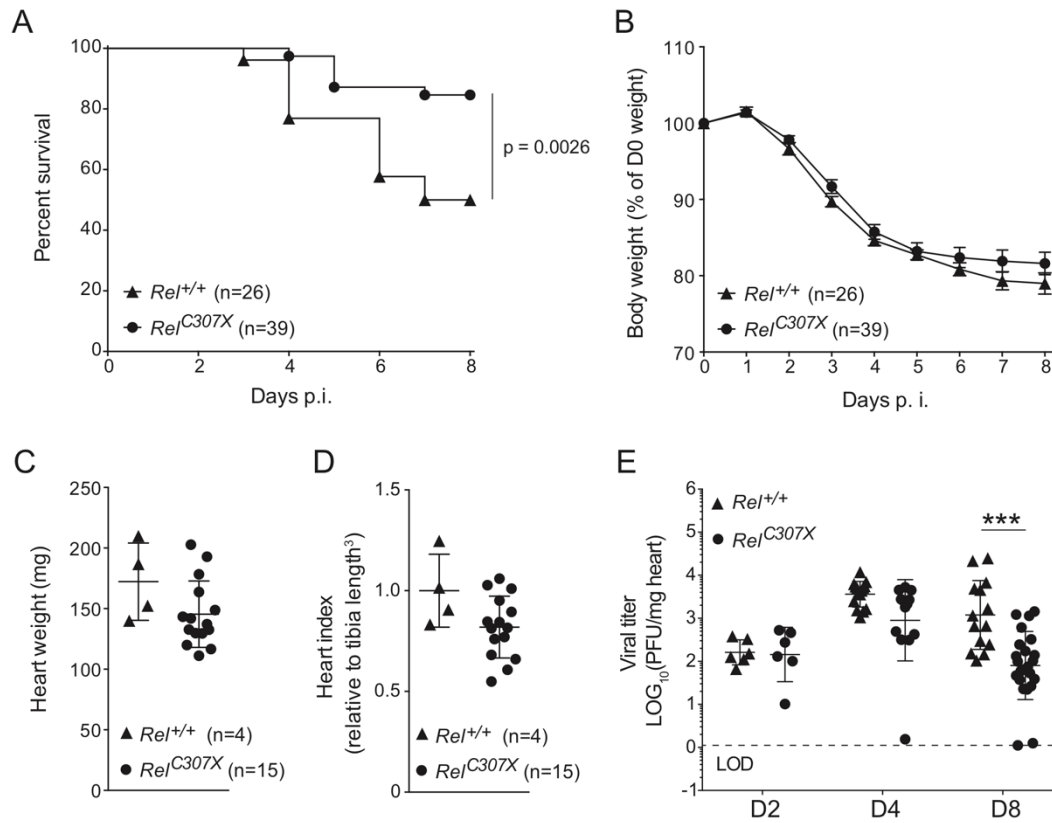 A
Percent survival
100
80
60
40
20
0
0 2 4 6 8
Days p.i.
p = 0.0026
Rel+/+ (n=26)
RelC307X (n=39)
B
Body weight (% of D0 weight)
110
100
90
80
70
0 1 2 3 4 5 6 7 8
Days p. i.
Rel+/+ (n=26)
RelC307X (n=39)
C
Heart weight (mg)
250
200
150
100
50
0
Rel+/+ (n=4)
RelC307X (n=15)
D
Heart index
(relative to tibia length3)
1.5
1.0
0.5
0
Rel+/+ (n=4)
RelC307X (n=15)
E
Viral titer
LOG10(PFU/mg heart)
6
5
4
3
2
1
0
-1
Rel+/+
RelC307X
***
LOD
D2 D4 D8